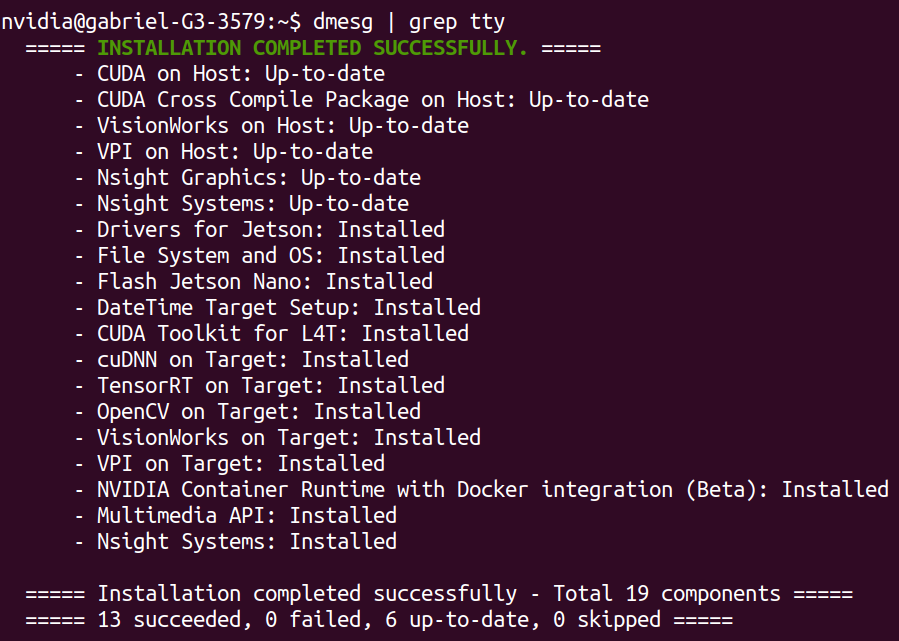 nvidia@gabriel-G3-3579:~$ dmesg | grep tty
===== INSTALLATION COMPLETED SUCCESSFULLY. =====
- CUDA on Host: Up-to-date
- CUDA Cross Compile Package on Host: Up-to-date
- VisionWorks on Host: Up-to-date
- VPI on Host: Up-to-date
- Nsight Graphics: Up-to-date
- Nsight Systems: Up-to-date
- Drivers for Jetson: Installed
- File System and OS: Installed
- Flash Jetson Nano: Installed
- DateTime Target Setup: Installed
- CUDA Toolkit for L4T: Installed
- cuDNN on Target: Installed
- TensorRT on Target: Installed
- OpenCV on Target: Installed
- VisionWorks on Target: Installed
- VPI on Target: Installed
- NVIDIA Container Runtime with Docker integration (Beta): Installed
- Multimedia API: Installed
- Nsight Systems: Installed
===== Installation completed successfully - Total 19 components =====
===== 13 succeeded, 0 failed, 6 up-to-date, 0 skipped =====